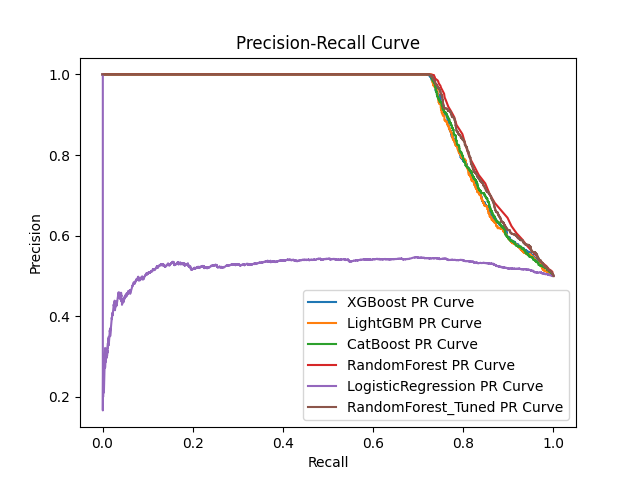 Precision-Recall Curve
Precision
1.0
0.8
0.6
0.4
0.2
0.0
0.2
0.4
0.6
0.8
1.0
Recall
XGBoost PR Curve
LightGBM PR Curve
CatBoost PR Curve
RandomForest PR Curve
LogisticRegression PR Curve
RandomForest_Tuned PR Curve